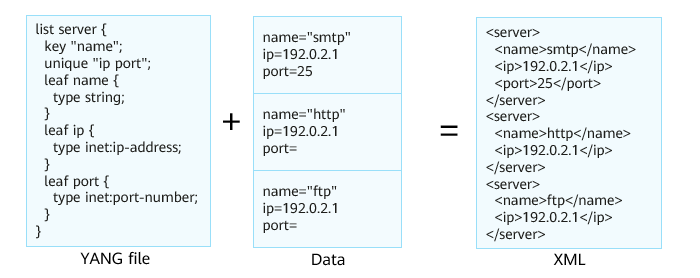 list server {
key "name";
unique "ip port";
leaf name {
type string;
}
leaf ip {
type inet:ip-address;
}
leaf port {
type inet:port-number;
}
}
YANG file
+
name="smtp"
ip=192.0.2.1
port=25
name="http"
ip=192.0.2.1
port=
name="ftp"
ip=192.0.2.1
port=
Data
=
<server>
<name>smtp</name>
<ip>192.0.2.1</ip>
<port>25</port>
</server>
<server>
<name>http</name>
<ip>192.0.2.1</ip>
</server>
<server>
<name>ftp</name>
<ip>192.0.2.1</ip>
</server>
XML